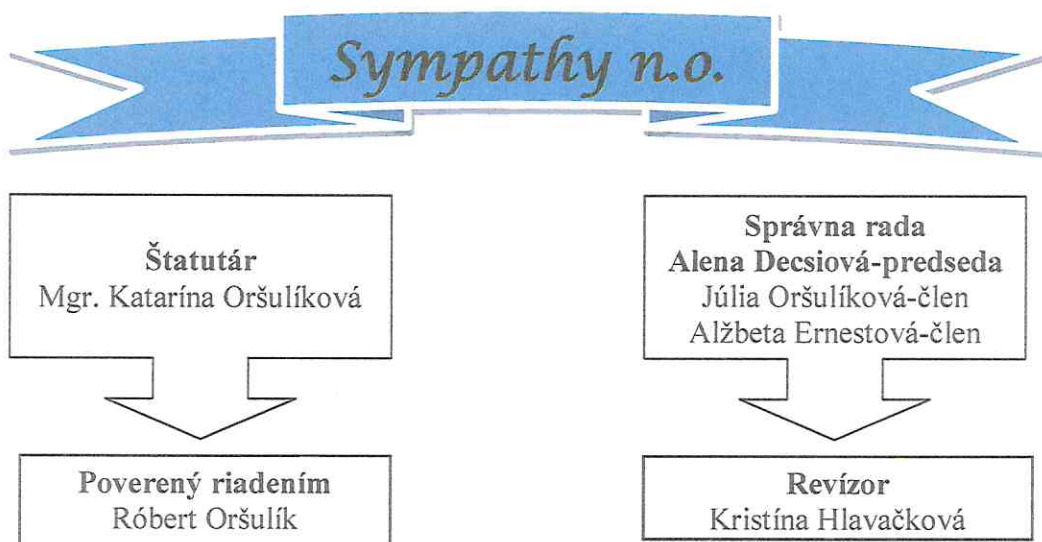 Sympathy n.o.
Štatutár
Mgr. Katarína Oršulíková
Správna rada
Alena Decsiová-predseda
Júlia Oršulíková-člen
Alžbeta Ernestová-člen
Poverený riadením
Róbert Oršulík
Revízor
Kristína Hlavačková